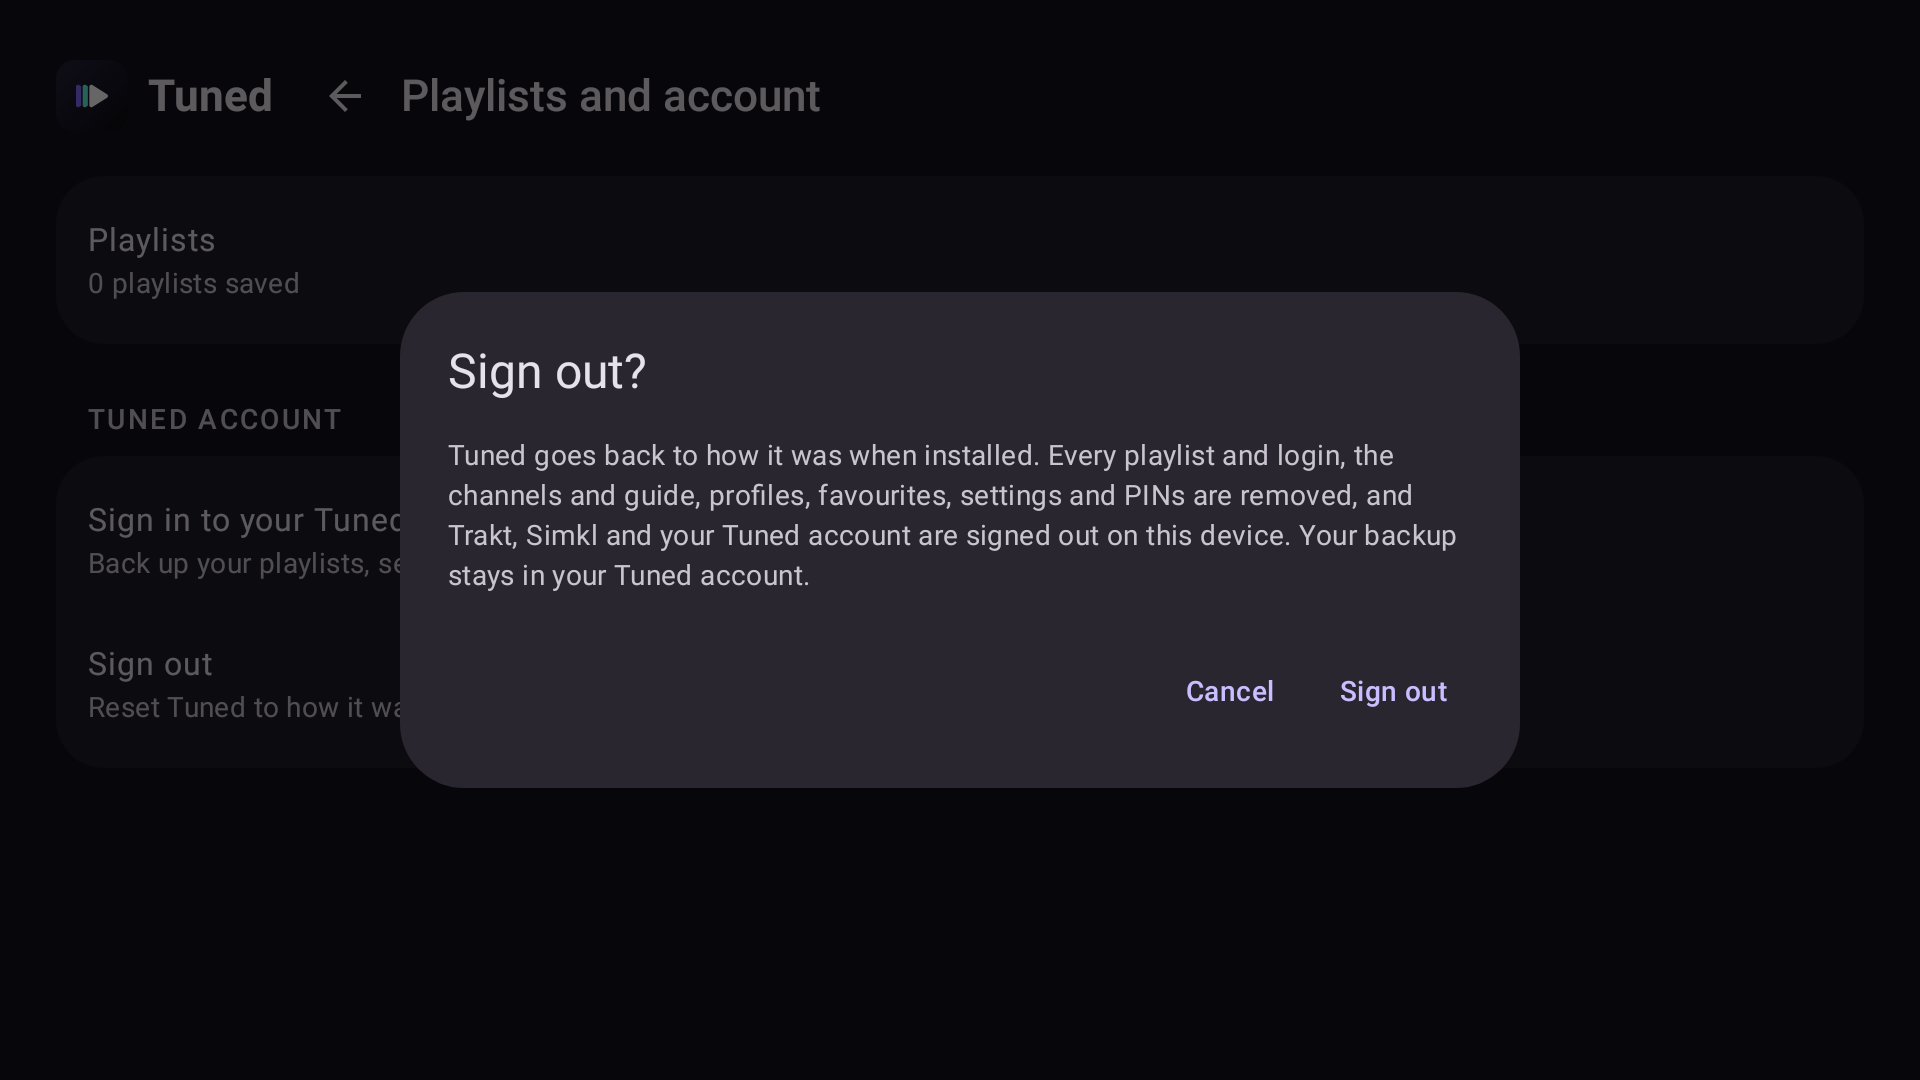 Tuned
Playlists and account
Playlists
0 playlists saved
TUNED ACCOUNT
Sign in to your Tuned
Back up your playlists,
Sign out
Reset Tuned to how it
Sign out?
Tuned goes back to how it was when installed. Every playlist and login, the
channels and guide, profiles, favourites, settings and PINs are removed, and
Trakt, Simkl and your Tuned account are signed out on this device. Your backup
stays in your Tuned account.
Cancel
Sign out